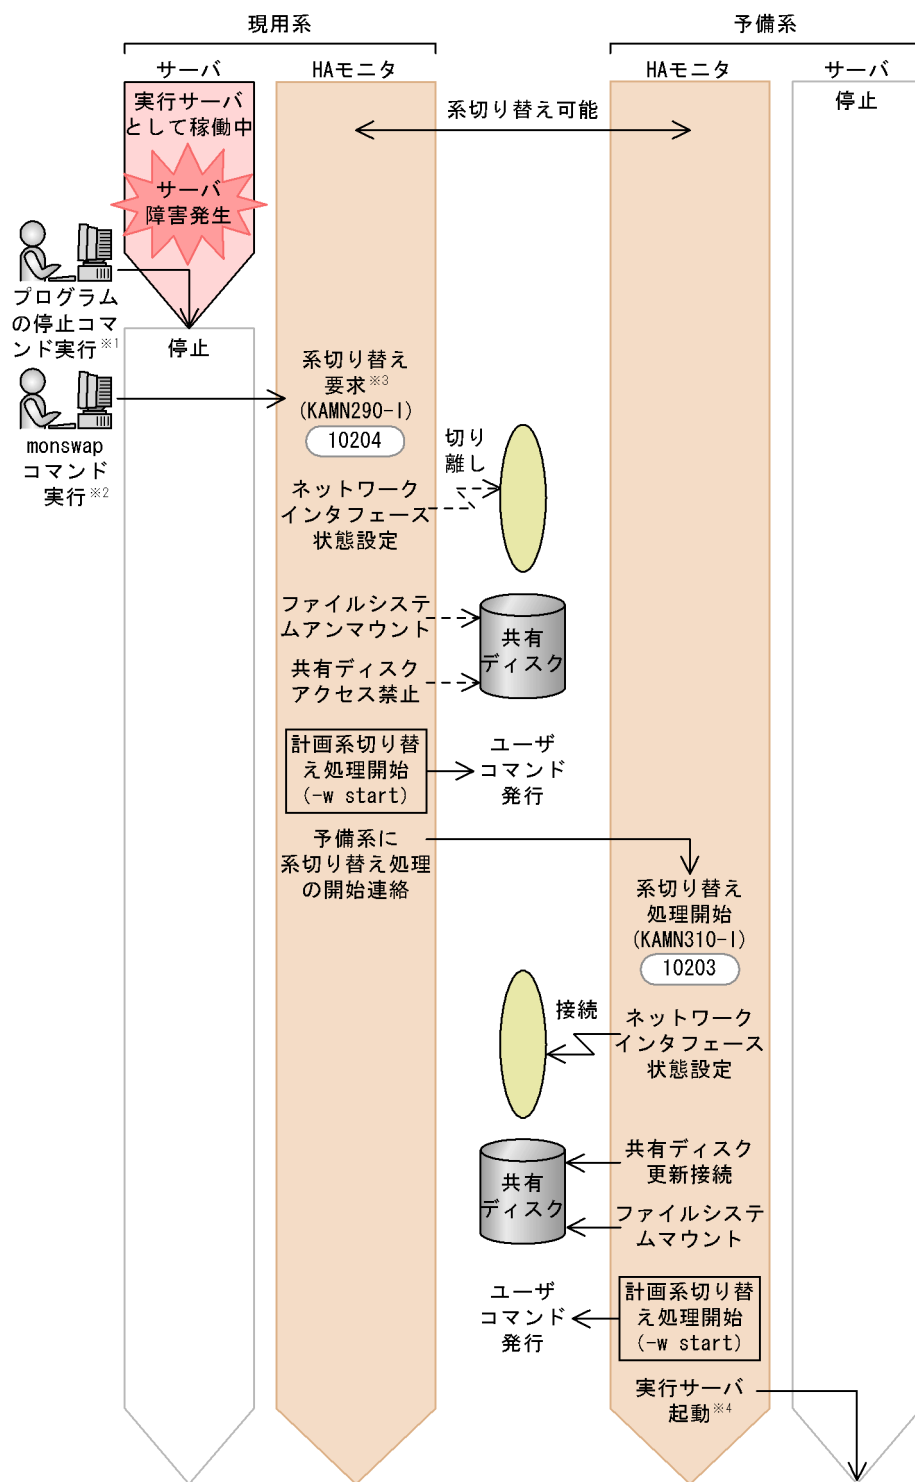 現用系
予備系
サーバ
HAモニタ
HAモニタ
サーバ
実行サーバ
として稼働中
系切り替え可能
停止
サーバ
障害発生
プログラム
の停止コマ
ンド実行※1
停止
monswap
コマンド
実行※2
系切り替え
要求※3
(KAMN290-I)
10204
切り
離し
ネットワーク
インタフェース
状態設定
ファイルシステ
ムアンマウント
共有
ディスク
共有ディスク
アクセス禁止
計画系切り替
え処理開始
(-w start)
ユーザ
コマンド
発行
予備系に
系切り替え処理
の開始連絡
系切り替え
処理開始
(KAMN310-I)
10203
接続
ネットワーク
インタフェース
状態設定
共有
ディスク
共有ディスク
更新接続
ファイルシステ
ムマウント
ユーザ
コマンド
発行
計画系切り替
え処理開始
(-w start)
実行サーバ
起動※4